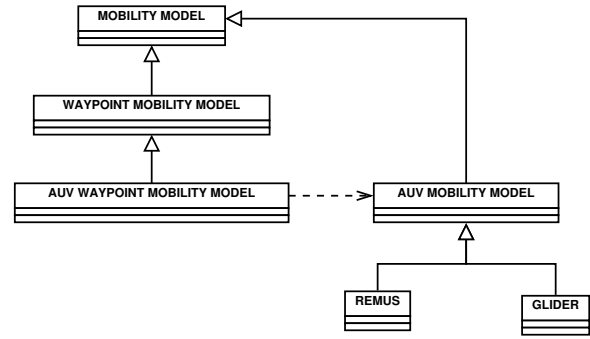 MOBILITY MODEL
WAYPOINT MOBILITY MODEL
AUV WAYPOINT MOBILITY MODEL
AUV MOBILITY MODEL
REMUS
GLIDER